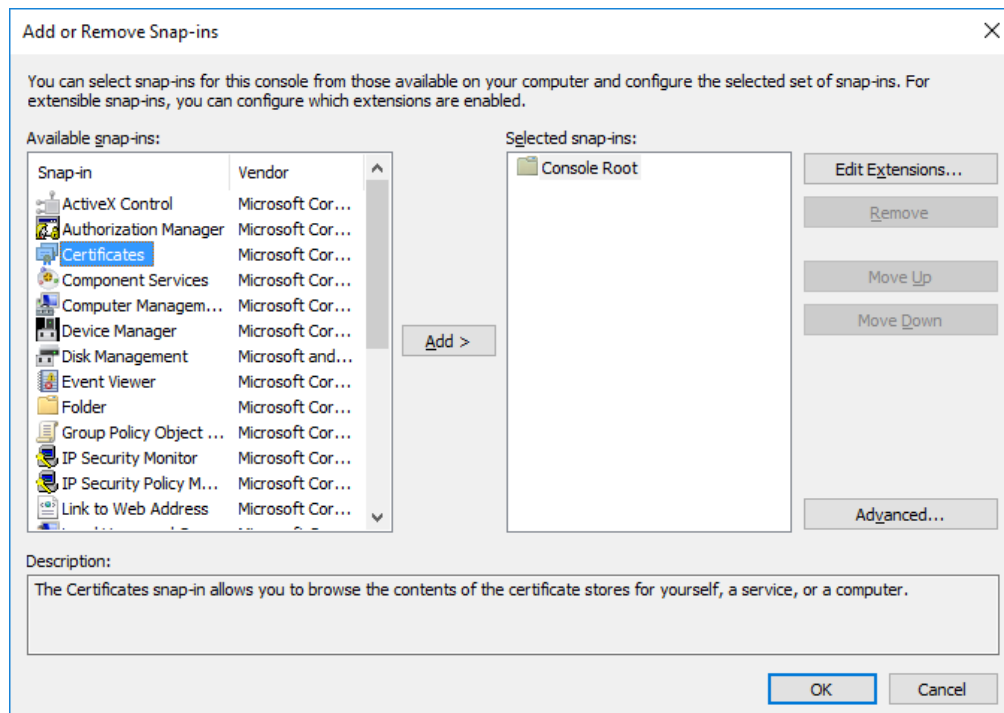 Add or Remove Snap-ins
You can select snap-ins for this console from those available on your computer and configure the selected set of snap-ins. For
extensible snap-ins, you can configure which extensions are enabled.
Available snap-ins:
Selected snap-ins:
Snap-in Vendor
ActiveX Control Microsoft Cor...
Authorization Manager Microsoft Cor...
Certificates Microsoft Cor...
Component Services Microsoft Cor...
Computer Managem... Microsoft Cor...
Device Manager Microsoft Cor...
Disk Management Microsoft and...
Event Viewer Microsoft Cor...
Folder Microsoft Cor...
Group Policy Object ... Microsoft Cor...
IP Security Monitor Microsoft Cor...
IP Security Policy M... Microsoft Cor...
Link to Web Address Microsoft Cor...
Add >
Console Root
Edit Extensions...
Remove
Move Up
Move Down
Advanced...
Description:
The Certificates snap-in allows you to browse the contents of the certificate stores for yourself, a service, or a computer.
OK
Cancel